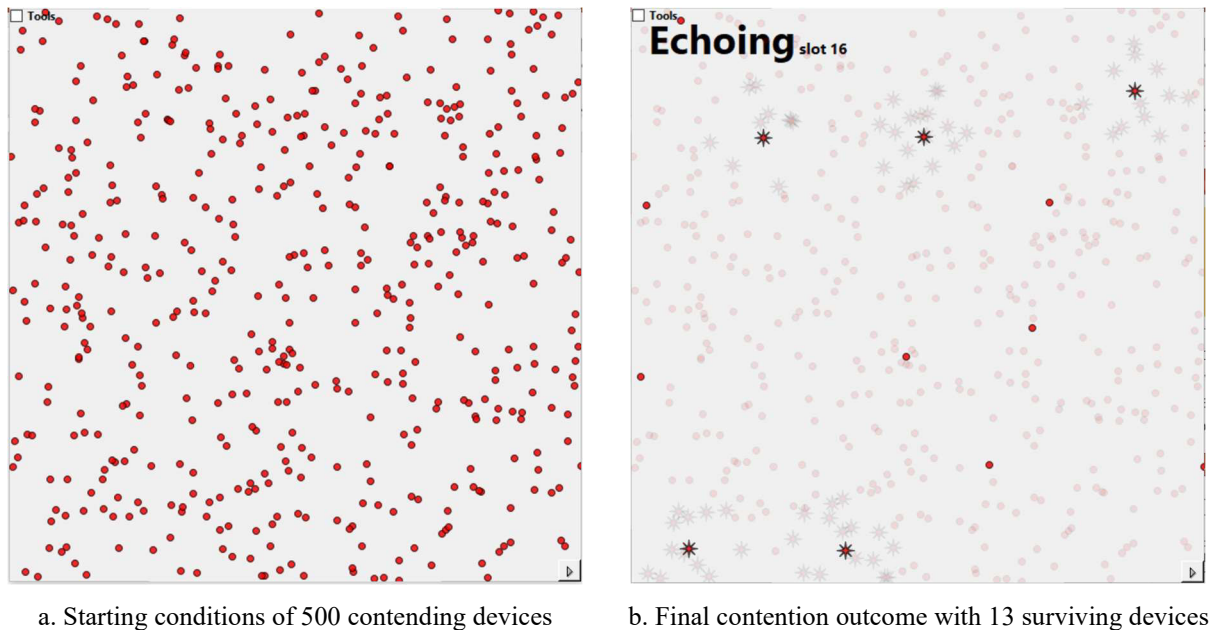 Tools
Tools
Echoing slot 16
a. Starting conditions of 500 contending devices
b. Final contention outcome with 13 surviving devices